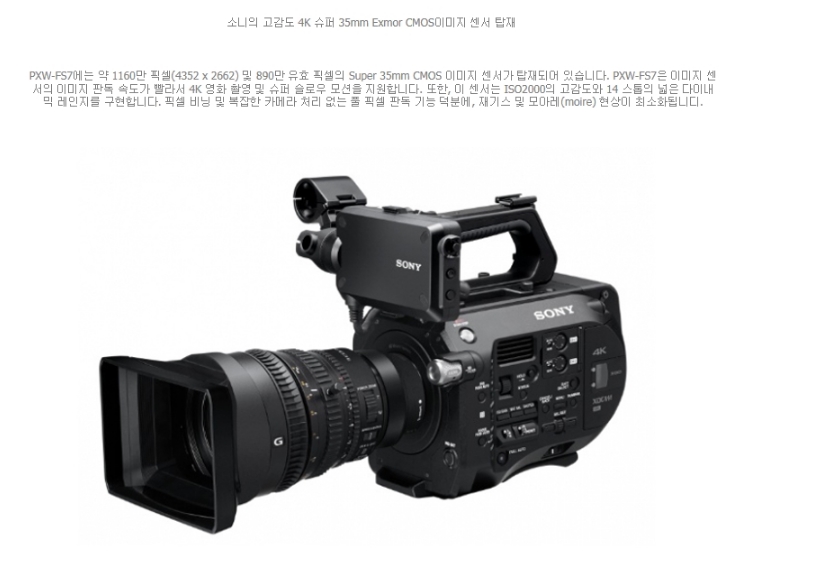 소니의 고감도 4K 슈퍼 35mm Exmor CMOS이미지 센서 탑재
PXW-FS7에는 약 1160만 픽셀(4352 x 2662) 및 890만 유효 픽셀의 Super 35mm CMOS 이미지 센서가 탑재되어 있습니다. PXW-FS7은 이미지 센
서의 이미지 판독 속도가 빨라서 4K 영화 촬영 및 슈퍼 슬로우 모션을 지원합니다. 또한, 이 센서는 ISO2000의 고감도와 14 스톱의 넓은 다이내
믹 레인지를 구현합니다. 픽셀 비닝 및 복잡한 카메라 처리 없는 풀 픽셀 판독 기능 덕분에, 재기스 및 모아레(moire) 현상이 최소화됩니다.
SONY
SONY
4K
G
XDCAM
FULL AUTO